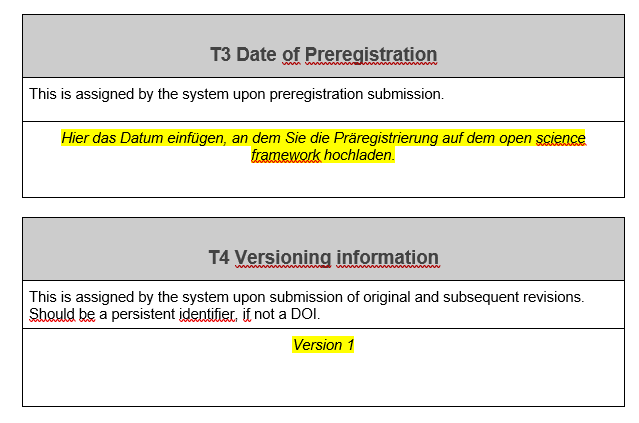 T3 Date of Preregistration
This is assigned by the system upon preregistration submission.
Hier das Datum einfügen, an dem Sie die Präregistrierung auf dem open science
framework hochladen.
T4 Versioning information
This is assigned by the system upon submission of original and subsequent revisions.
Should be a persistent identifier, if not a DOI.
Version 1